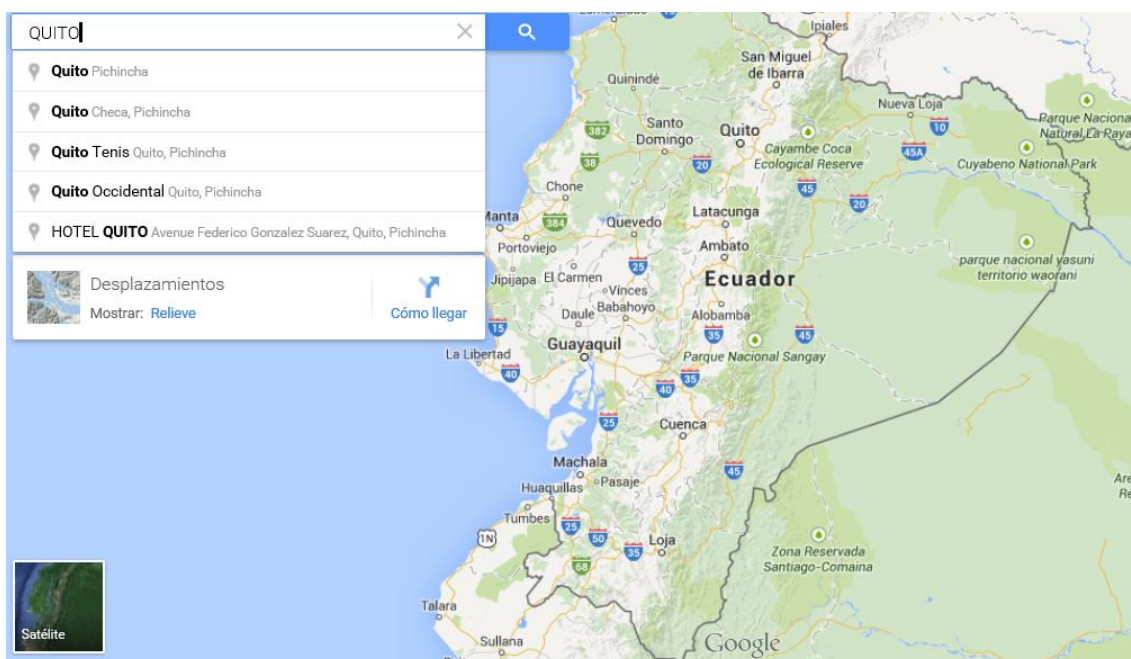 QUITO
Quito Pichincha
Quito Checa, Pichincha
Quito Tenis Quito, Pichincha
Quito Occidental Quito, Pichincha
HOTEL QUITO Avenue Federico Gonzalez Suarez, Quito, Pichincha
Desplazamientos
Mostrar: Relieve
Cómo llegar
Satélite
Ipiales
San Miguel
de Ibarra
Quinindé
Nueva Loja
382
Santo
Domingo
Quito
10
Parque Naciona
Natural La Paya
38
20
Cayambe Coca
Ecological Reserve
45A
Cuyabeno National Park
45
20
Chone
Manta
384
Quevedo
Latacunga
Portoviejo
Ambato
25
parque nacional yasuni
territorio waorani
Jipijapa
El Carmen
Vinces
Ecuador
Daule
Babahoyo
Alobamba
15
35
45
Guayaquil
La Libertad
Parque Nacional Sangay
40
40
35
25
Cuenca
45
Machala
Huaquillas
Pasaje
Tumbes
1N
25
50
35
Loja
68
Zona Reservada
Santiago-Comaina
Talara
Sullana
Google